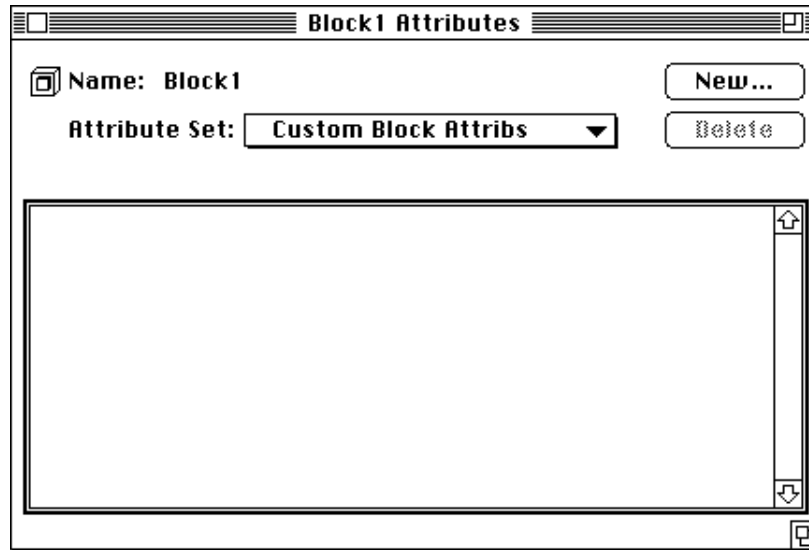 Block1 Attributes
Name: Block1
New...
Attribute Set: Custom Block Attribs
Delete